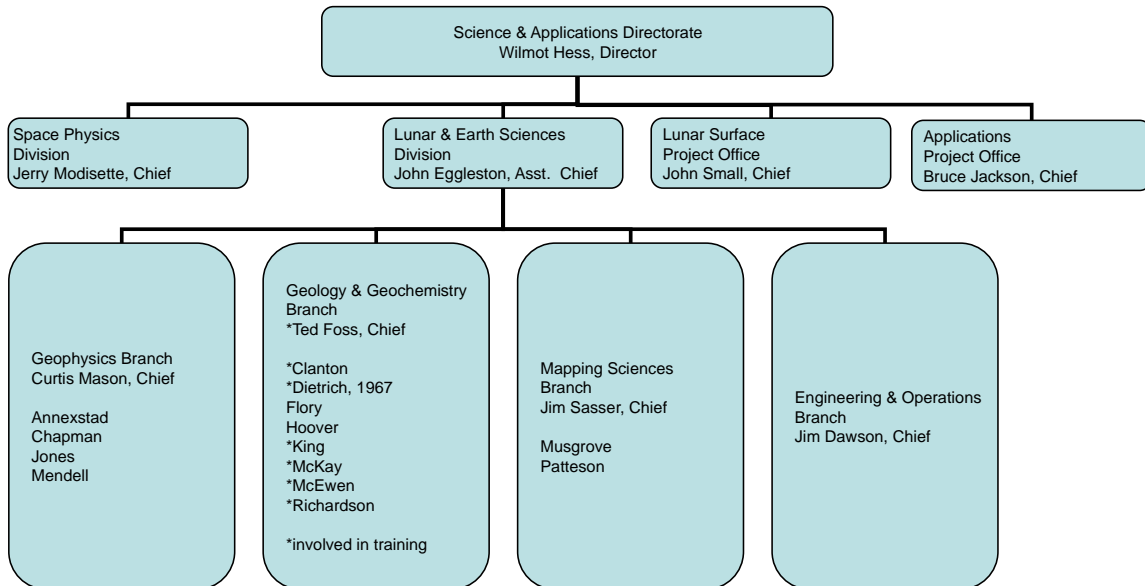 Science & Applications Directorate
Wilmot Hess, Director
Space Physics
Division
Jerry Modisette, Chief
Lunar & Earth Sciences
Division
John Eggleston, Asst.  Chief
Lunar Surface
Project Office
John Small, Chief
Applications
Project Office
Bruce Jackson, Chief
Geophysics Branch
Curtis Mason, Chief
Annexstad
Chapman
Jones
Mendell
Geology & Geochemistry
Branch
*Ted Foss, Chief
*Clanton
*Dietrich, 1967
Flory
Hoover
*King
*McKay
*McEwen
*Richardson
*involved in training
Mapping Sciences
Branch
Jim Sasser, Chief
Musgrove
Patteson
Engineering & Operations
Branch
Jim Dawson, Chief